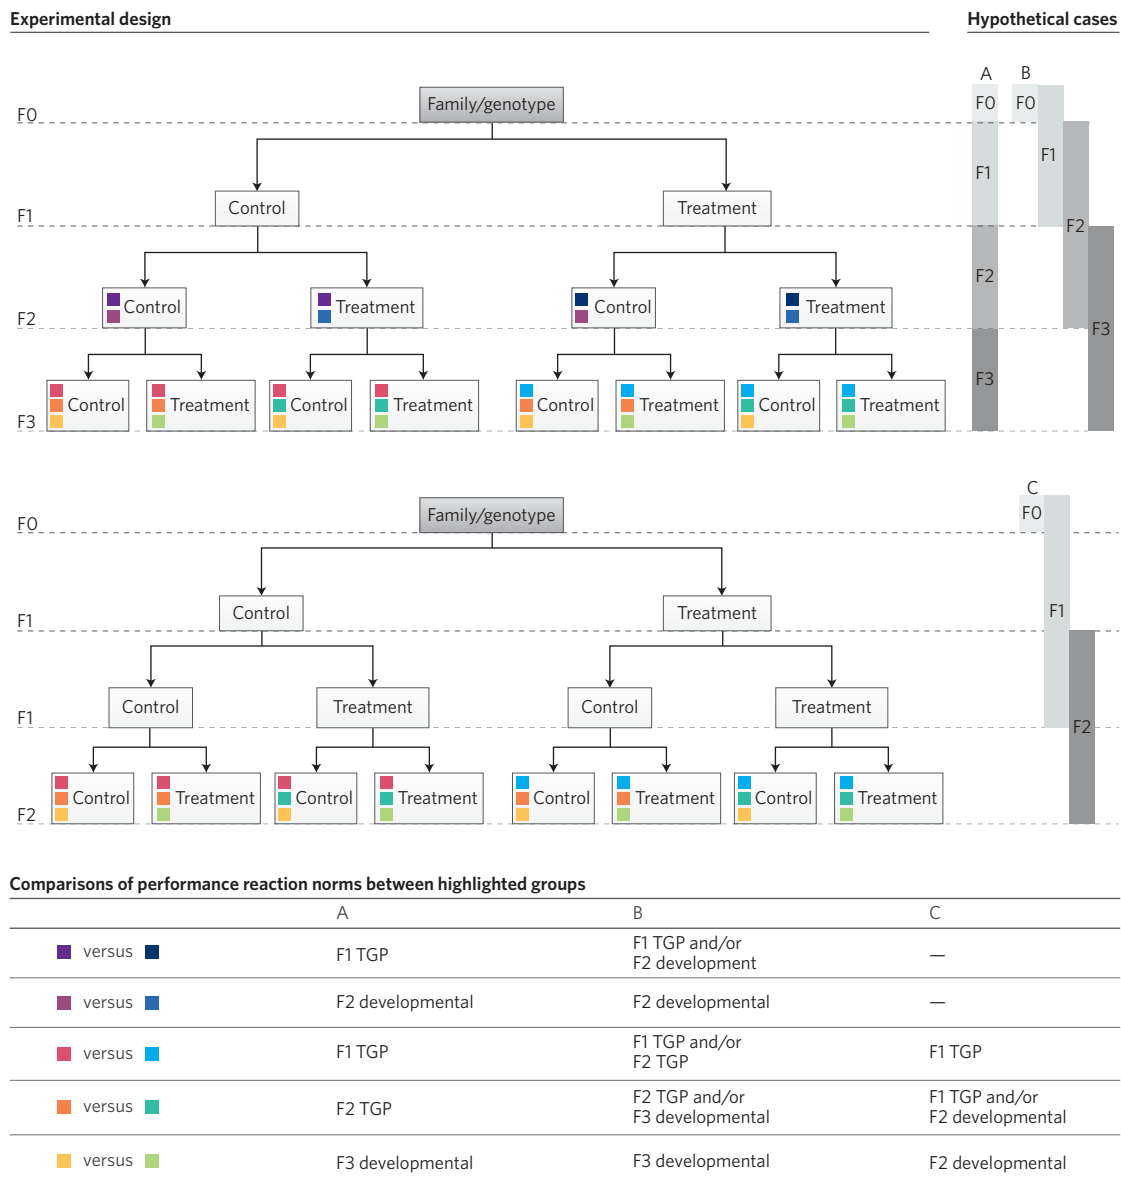 Experimental design
Hypothetical cases
A
B
F0
Family/genotype
F0
F0
F1
F1
Control
Treatment
F1
F2
F2
Control
Treatment
Control
Treatment
F2
F3
F3
Control
Treatment
Control
Treatment
Control
Treatment
Control
Treatment
F3
C
F0
Family/genotype
F0
F1
Control
Treatment
F1
F1
Control
Treatment
Control
Treatment
F2
F2
Control
Treatment
Control
Treatment
Control
Treatment
Control
Treatment
Comparisons of performance reaction norms between highlighted groups
A
B
C
versus
F1 TGP
F1 TGP and/or
F2 development
—
versus
F2 developmental
F2 developmental
—
versus
F1 TGP
F1 TGP and/or
F2 TGP
F1 TGP
versus
F2 TGP
F2 TGP and/or
F3 developmental
F1 TGP and/or
F2 developmental
versus
F3 developmental
F3 developmental
F2 developmental